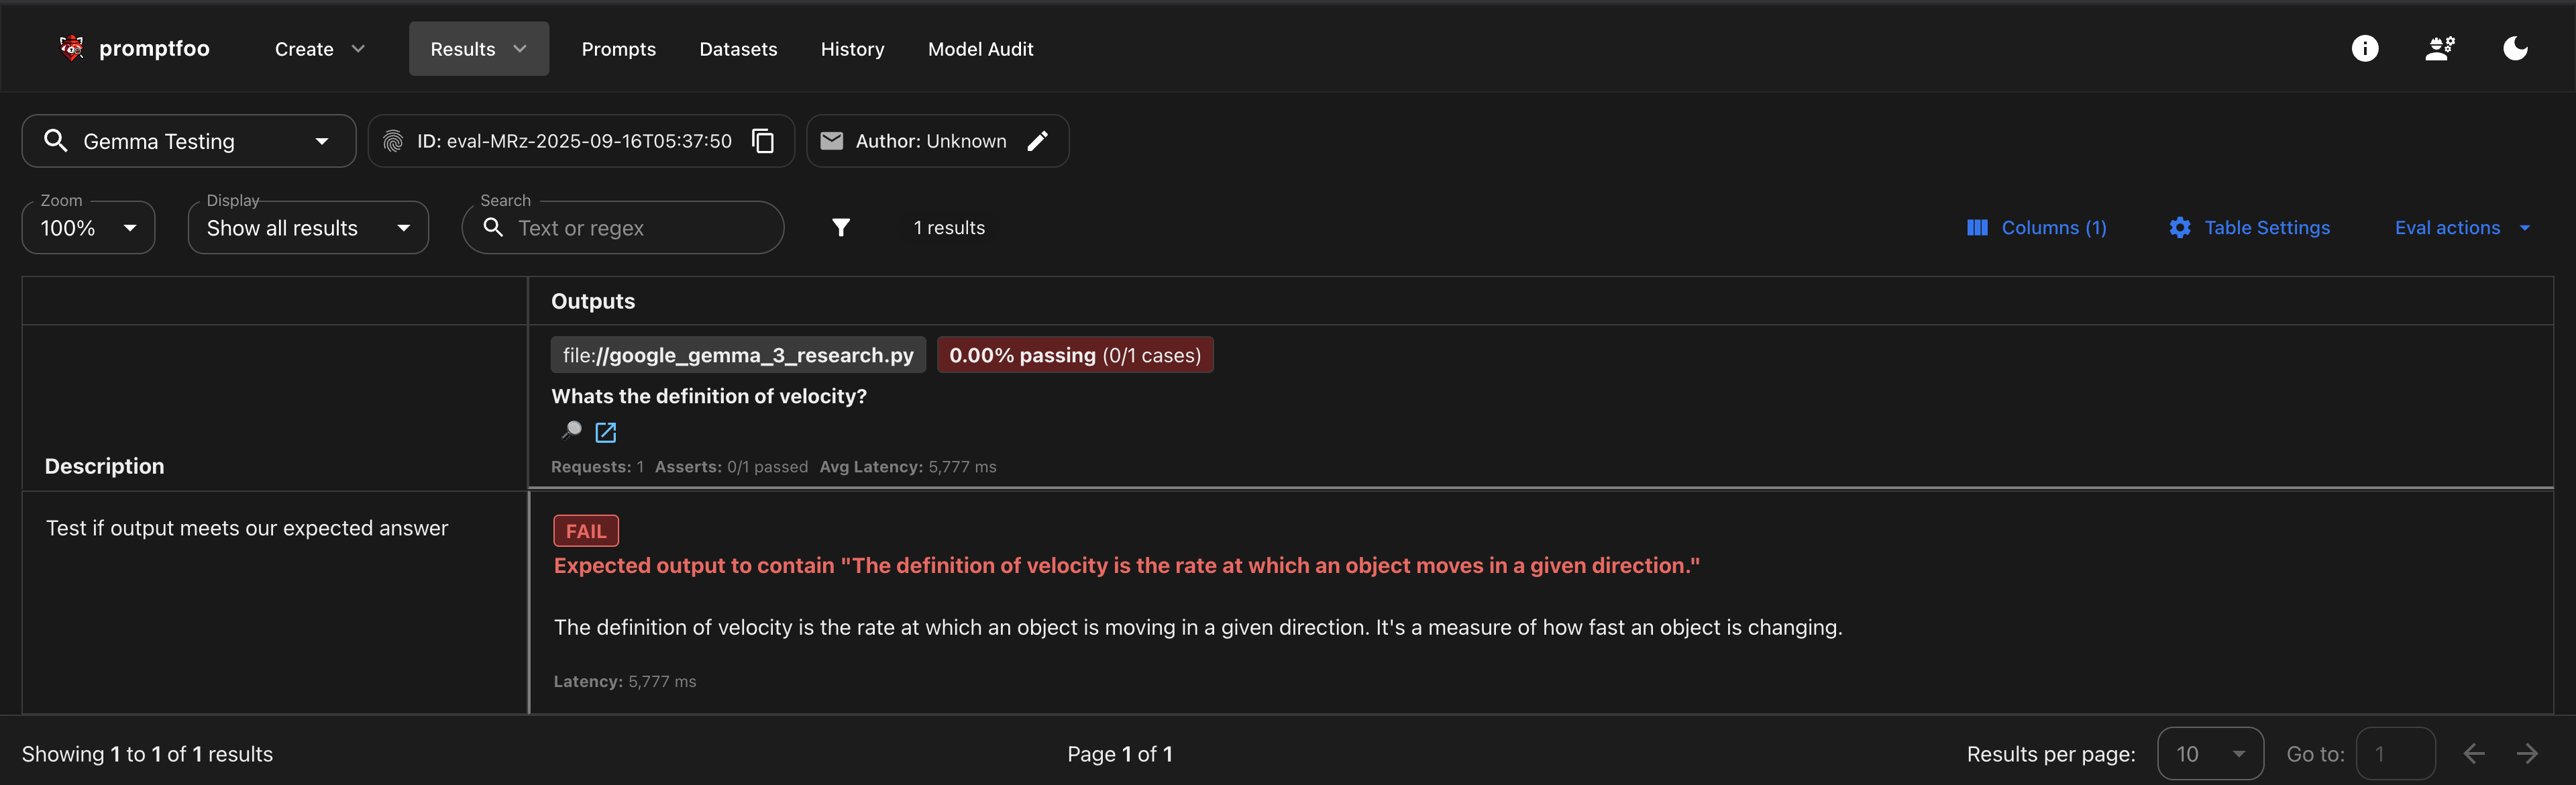 promptfoo Create Results Prompts Datasets History Model Audit
Gemma Testing ID: eval-MRz-2025-09-16T05:37:50 Author: Unknown
Zoom Display Search
100% Show all results Text or regex 1 results Columns (1) Table Settings Eval actions
Outputs
file://google_gemma_3_research.py 0.00% passing (0/1 cases)
Whats the definition of velocity?
Description
Requests: 1 Asserts: 0/1 passed Avg Latency: 5,777 ms
Test if output meets our expected answer
FAIL
Expected output to contain "The definition of velocity is the rate at which an object moves in a given direction."
The definition of velocity is the rate at which an object is moving in a given direction. It's a measure of how fast an object is changing.
Latency: 5,777 ms
Showing 1 to 1 of 1 results Page 1 of 1 Results per page: 10 Go to: 1